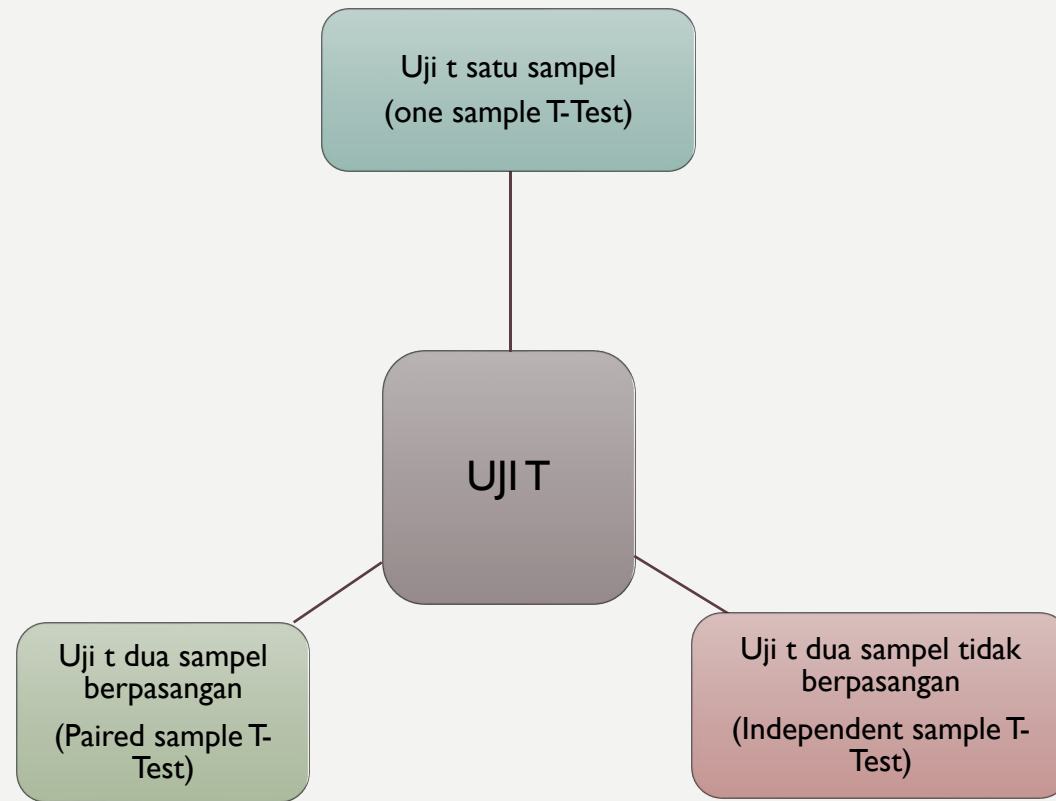 Uji t satu sampel
(one sample T-Test)
UJI T
Uji t dua sampel
berpasangan
(Paired sample T-
Test)
Uji t dua sampel tidak
berpasangan
(Independent sample T-
Test)